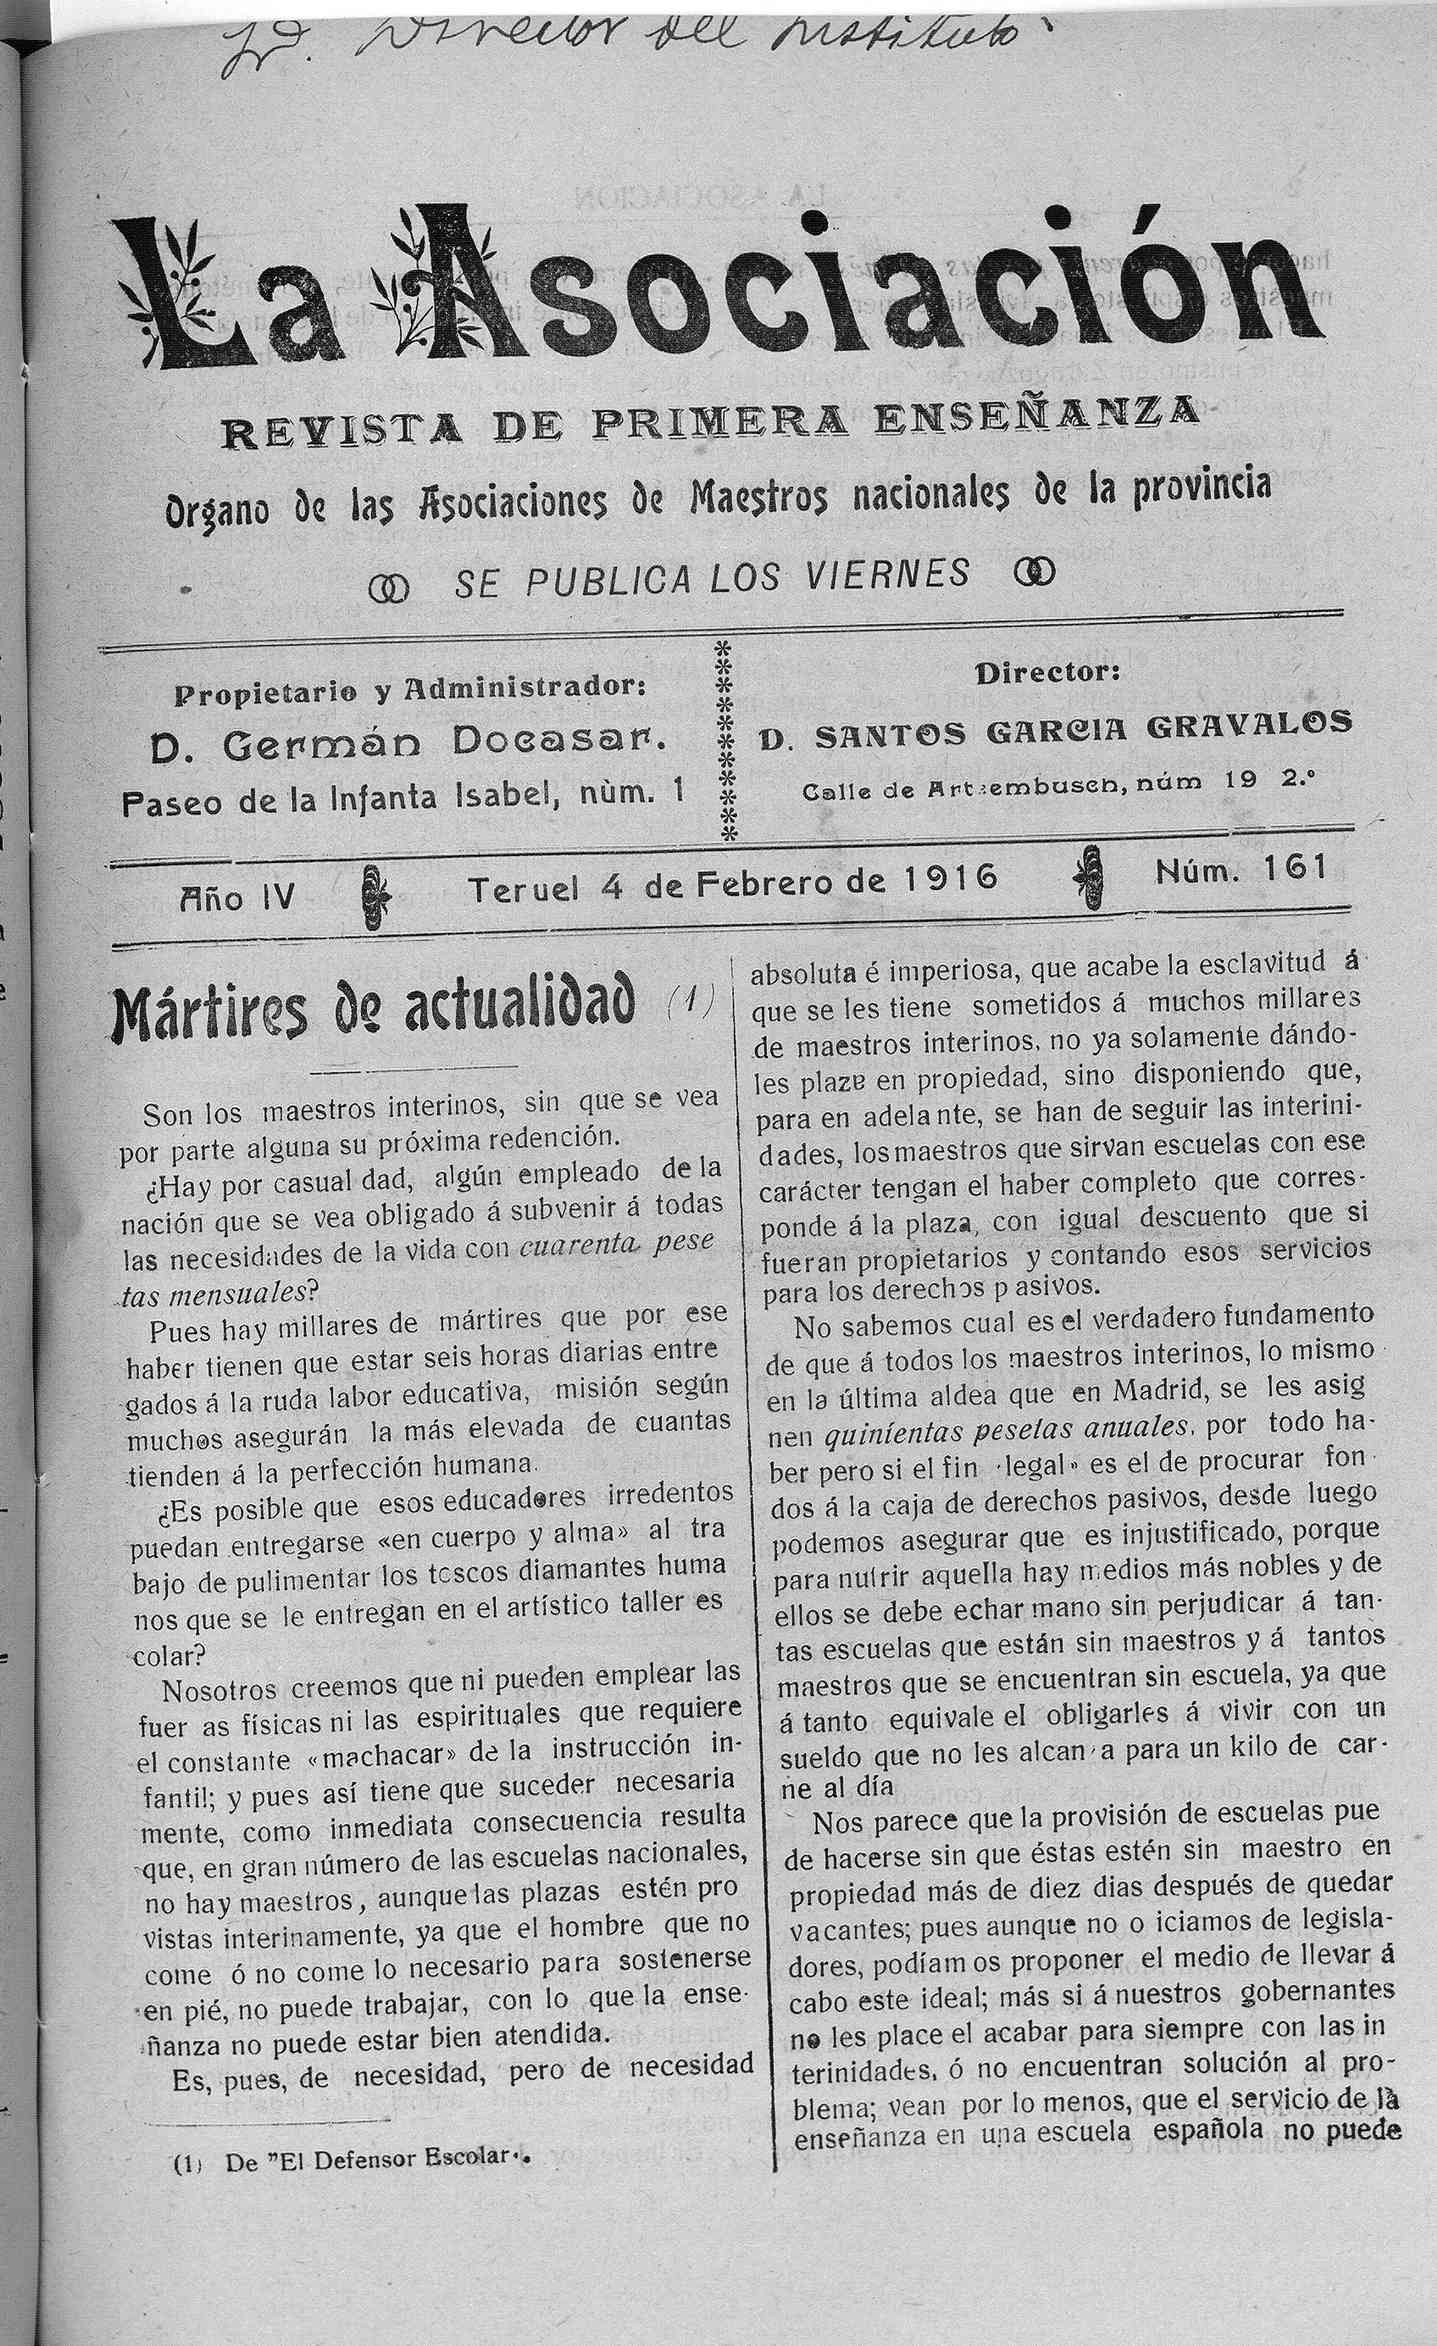 Sr. Director del Instituto
La Asociación
REVISTA DE PRIMERA ENSEÑANZA
Organo de las Asociaciones de Maestros nacionales de la provincia
SE PUBLICA LOS VIERNES
Propietario y Administrador:
D. Germán Docasar.
Paseo de la Infanta Isabel, nùm. 1
Director:
D. SANTOS GARCIA GRAVALOS
Calle de Art embusch, núm 19 2.º
Año IV
Teruel 4 de Febrero de 1916
Núm. 161
Mártires de actualidad (1)
Son los maestros interinos, sin que se vea
por parte alguna su próxima redención.
¿Hay por casual dad, algún empleado de la
nación que se vea obligado á subvenir á todas
las necesidades de la vida con cuarenta pese
tas mensuales?
Pues hay millares de mártires que por ese
haber tienen que estar seis horas diarias entre
gados á la ruda labor educativa, misión según
muchos asegurán la más elevada de cuantas
tienden á la perfección humana.
¿Es posible que esos educadores irredentos
puedan entregarse «en cuerpo y alma» al tra
bajo de pulimentar los toscos diamantes huma
nos que se le entregan en el artístico taller es
colar?
Nosotros creemos que ni pueden emplear las
fuer as físicas ni las espirituales que requiere
el constante «machacar» de la instrucción in-
fantil; y pues así tiene que suceder necesaria
mente, como inmediata consecuencia resulta
que, en gran número de las escuelas nacionales,
no hay maestros, aunque las plazas estén pro
vistas interinamente, ya que el hombre que no
come ó no come lo necesario para sostenerse
en pié, no puede trabajar, con lo que la ense-
ñanza no puede estar bien atendida.
Es, pues, de necesidad, pero de necesidad
(1) De "El Defensor Escolar".
absoluta é imperiosa, que acabe la esclavitud á
que se les tiene sometidos á muchos millares
de maestros interinos, no ya solamente dándo-
les plaza en propiedad, sino disponiendo que,
para en adelante, se han de seguir las interini-
dades, los maestros que sirvan escuelas con ese
carácter tengan el haber completo que corres-
ponde á la plaza, con igual descuento que si
fueran propietarios y contando esos servicios
para los derechos p asivos.
No sabemos cual es el verdadero fundamento
de que á todos los maestros interinos, lo mismo
en la última aldea que en Madrid, se les asig
nen quinientas pesetas anuales, por todo ha-
ber pero si el fin «legal» es el de procurar fon
dos á la caja de derechos pasivos, desde luego
podemos asegurar que es injustificado, porque
para nutrir aquella hay medios más nobles y de
ellos se debe echar mano sin perjudicar á tan-
tas escuelas que están sin maestros y á tantos
maestros que se encuentran sin escuela, ya que
á tanto equivale el obligarles á vivir con un
sueldo que no les alcan a para un kilo de car-
ne al día
Nos parece que la provisión de escuelas pue
de hacerse sin que éstas estén sin maestro en
propiedad más de diez dias después de quedar
vacantes; pues aunque no o iciamos de legisla-
dores, podíam os proponer el medio de llevar á
cabo este ideal; más si á nuestros gobernantes
no les place el acabar para siempre con las in
terinidades, ó no encuentran solución al pro-
blema; vean por lo menos, que el servicio de la
enseñanza en una escuela española no puede